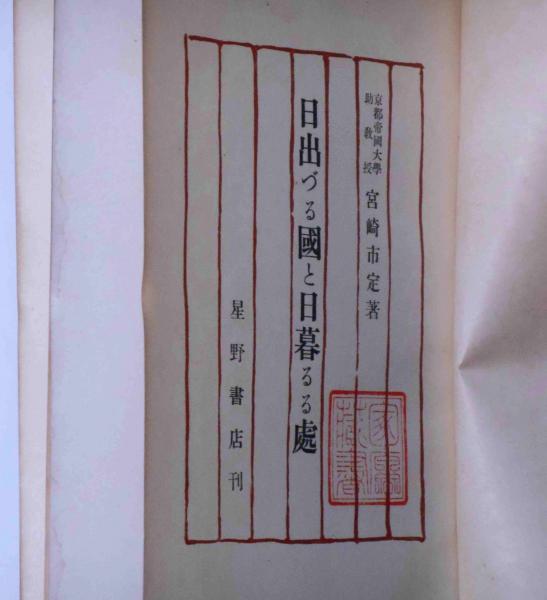 京都帝國大學
助教授
宮崎市定著
日出づる國と日暮るる處
星野書店刊